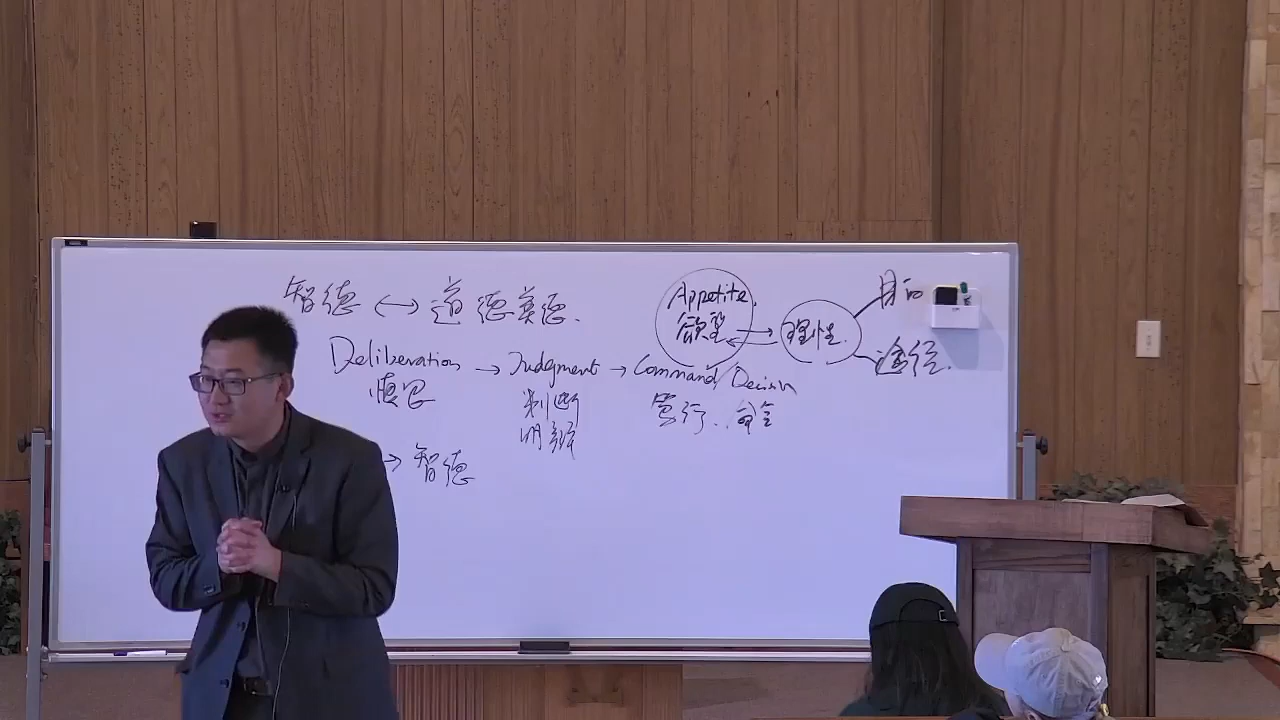 智德 ↔ 道德美德.
Deliberation → Judgment → Command/Decision
慎思
判断
明辨
笃行. 命令
→ 智德
Appetite.
欲望
理性.
目的
途径.